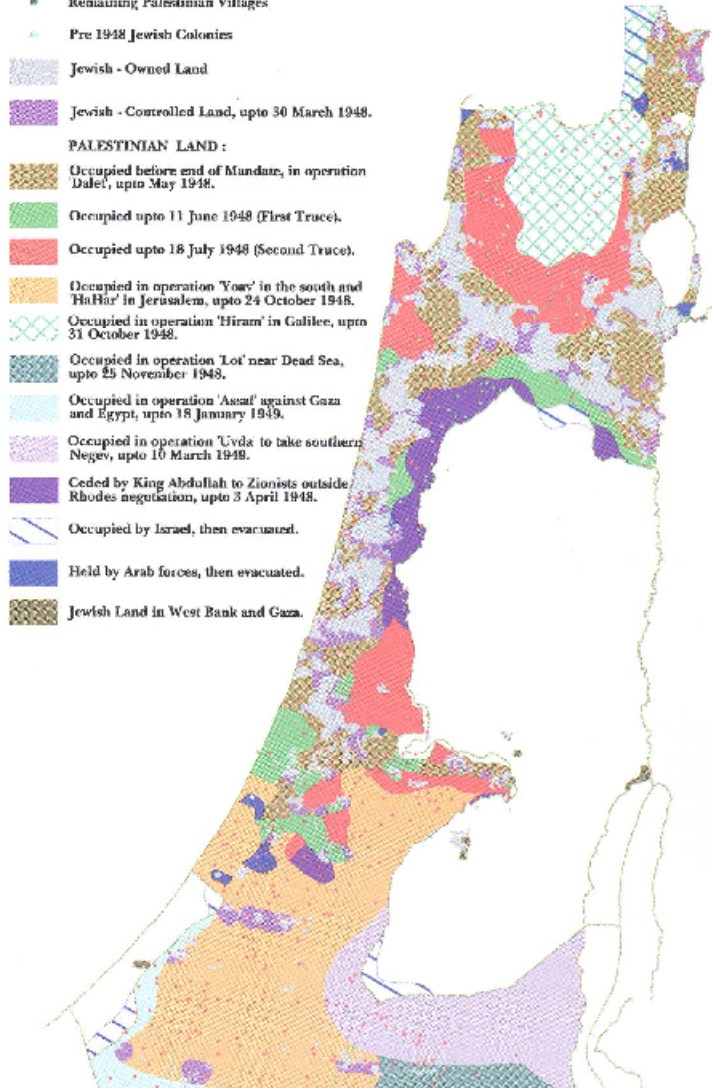 Remaining Palestinian Villages
Pre 1948 Jewish Colonies
Jewish - Owned Land
Jewish - Controlled Land, upto 30 March 1948.
PALESTINIAN LAND :
Occupied before end of Mandate, in operation
'Dalet', upto May 1948.
Occupied upto 11 June 1948 (First Truce).
Occupied upto 18 July 1948 (Second Truce).
Occupied in operation 'Yoav' in the south and
'HaHar' in Jerusalem, upto 24 October 1948.
Occupied in operation 'Hiram' in Galilee, upto
31 October 1948.
Occupied in operation 'Lot' near Dead Sea,
upto 25 November 1948.
Occupied in operation 'Assaf' against Gaza
and Egypt, upto 18 January 1949.
Occupied in operation 'Uvda' to take southern
Negev, upto 10 March 1949.
Ceded by King Abdullah to Zionists outside
Rhodes negotiation, upto 3 April 1948.
Occupied by Israel, then evacuated.
Held by Arab forces, then evacuated.
Jewish Land in West Bank and Gaza.